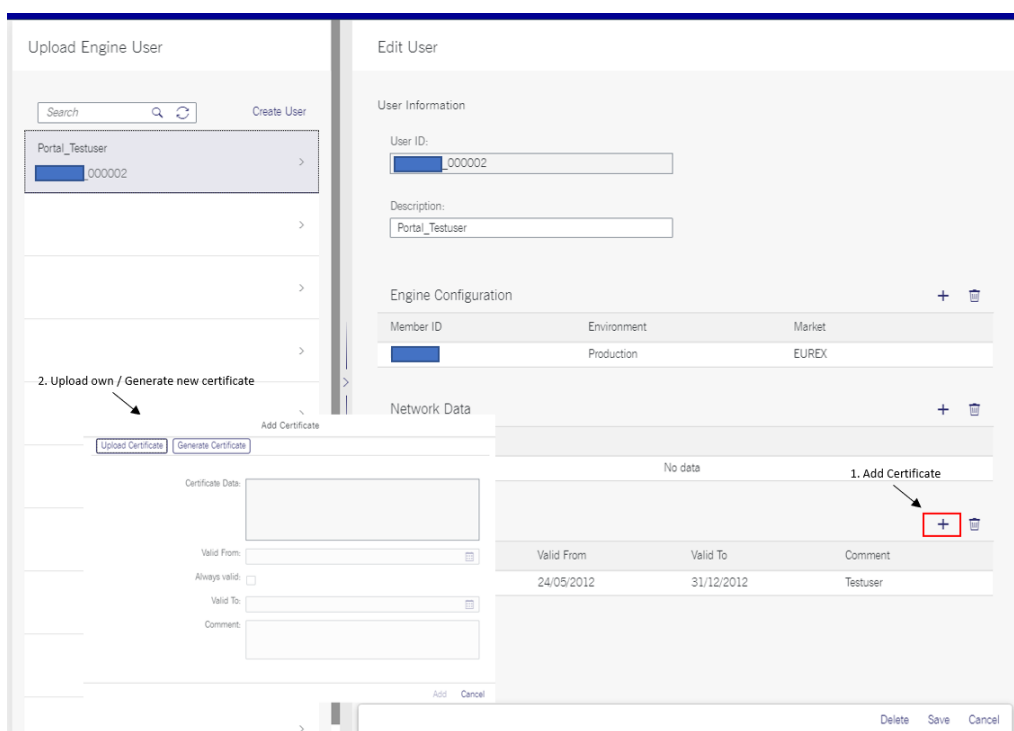 Upload Engine User
Edit User
Search
Create User
User Information
Portal_Testuser
_000002
User ID:
_000002
Description:
Portal_Testuser
Engine Configuration
Member ID Environment Market
Production EUREX
2. Upload own / Generate new certificate
Network Data
No data
1. Add Certificate
Valid From Valid To Comment
24/05/2012 31/12/2012 Testuser
Add Certificate
Upload Certificate Generate Certificate
Certificate Data:
Valid From:
Always valid:
Valid To:
Comment:
Add Cancel
Delete Save Cancel